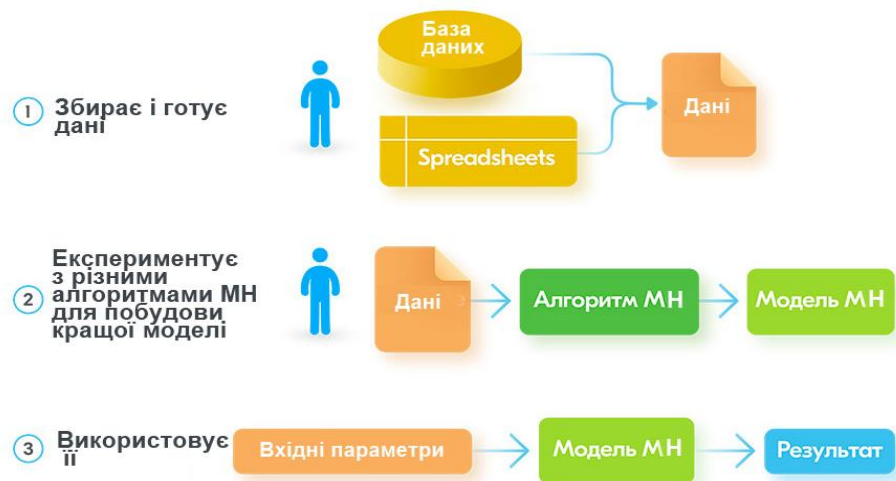 База
даних
1
Збирає і готує
дані
Spreadsheets
Дані
2
Експериментує
з різними
алгоритмами МН
для побудови
кращої моделі
Дані
Алгоритм МН
Модель МН
3
Використовує
її
Вхідні параметри
Модель МН
Результат